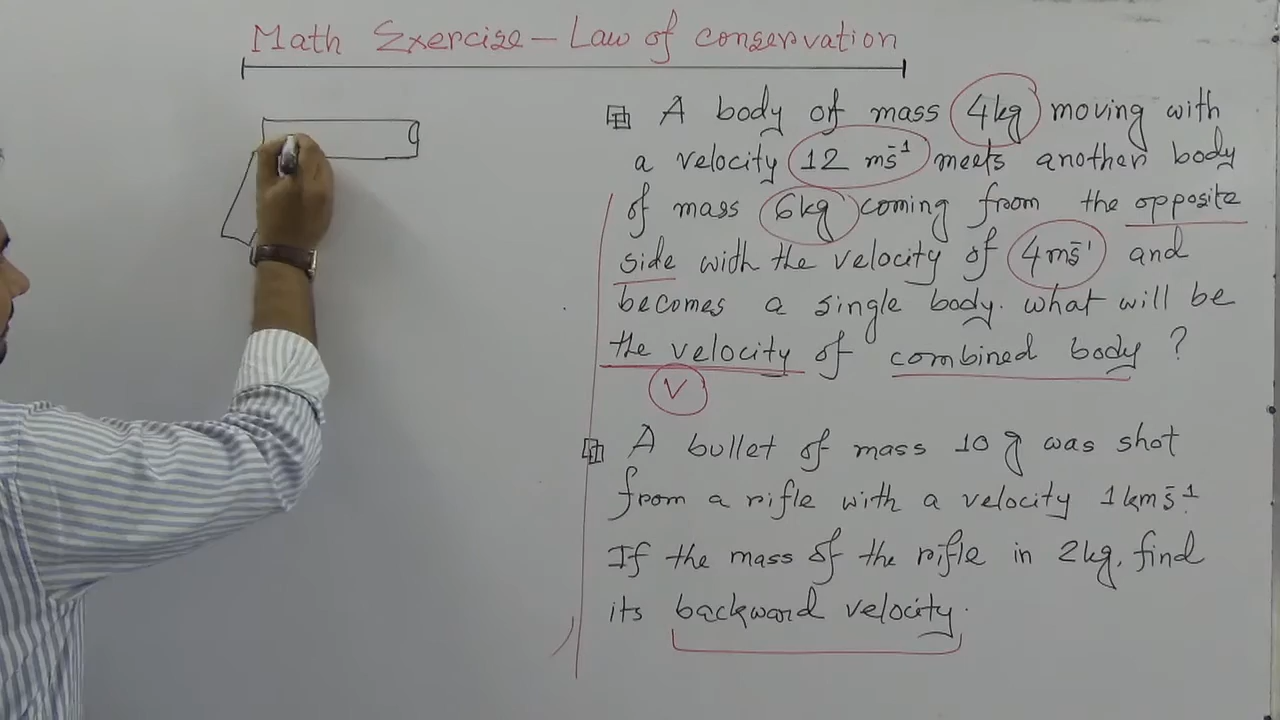 Math Exercise - Law of conservation
A body of mass 4kg moving with
a velocity 12 ms⁻¹ meets another body
of mass 6kg coming from the opposite
side with the velocity of 4ms⁻¹ and
becomes a single body. what will be
the velocity of combined body ?
V
A bullet of mass 10 g was shot
from a rifle with a velocity 1kms⁻¹.
If the mass of the rifle in 2kg, find
its backward velocity.